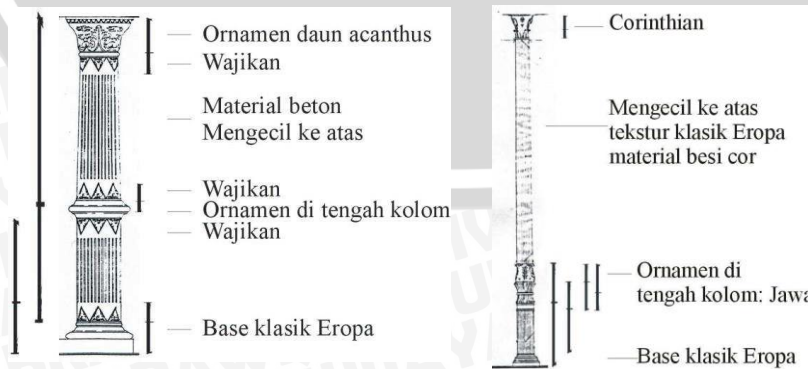 Ornamen daun acanthus
Wajikan
Material beton
Mengecil ke atas
Wajikan
Ornamen di tengah kolom
Wajikan
Base klasik Eropa
Corinthian
Mengecil ke atas
tekstur klasik Eropa
material besi cor
Ornamen di
tengah kolom: Jawa
Base klasik Eropa